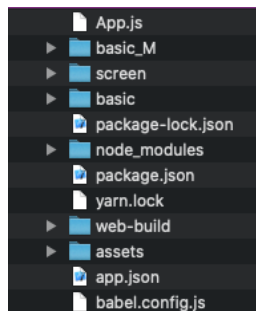 App.js
basic_M
screen
basic
package-lock.json
node_modules
package.json
yarn.lock
web-build
assets
app.json
babel.config.js